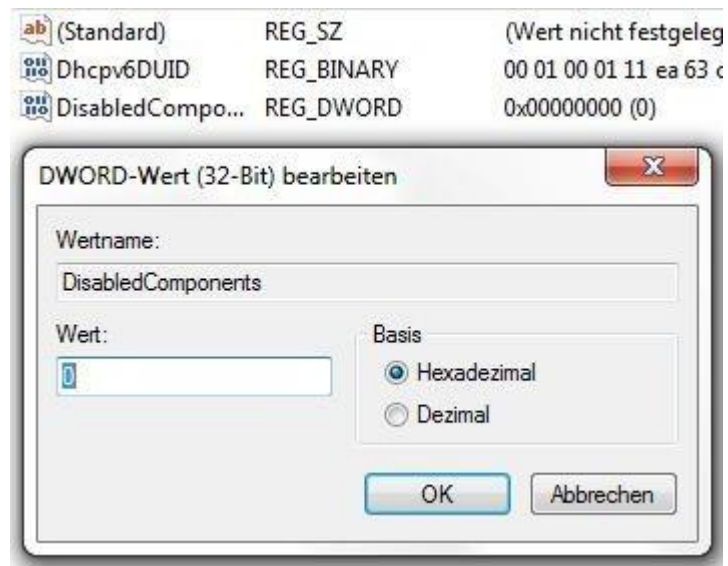 (Standard) REG_SZ (Wert nicht festgeleg
Dhcpv6DUID REG_BINARY 00 01 00 01 11 ea 63
DisabledCompo... REG_DWORD 0x00000000 (0)
DWORD-Wert (32-Bit) bearbeiten
Wertname:
DisabledComponents
Wert:
0
Basis
Hexadezimal
Dezimal
OK Abbrechen